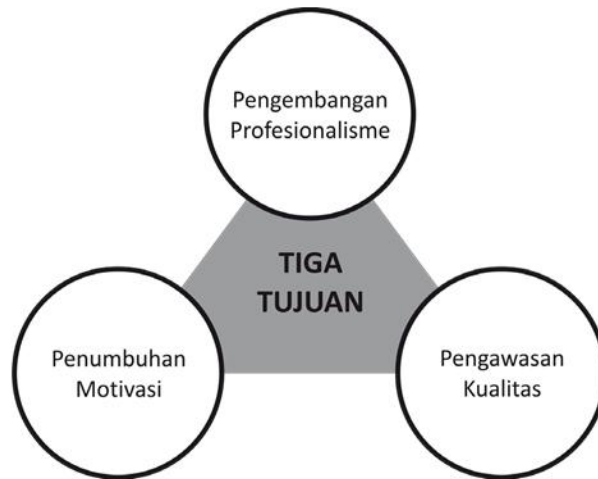 Pengembangan
Profesionalisme
TIGA
TUJUAN
Penumbuhan
Motivasi
Pengawasan
Kualitas